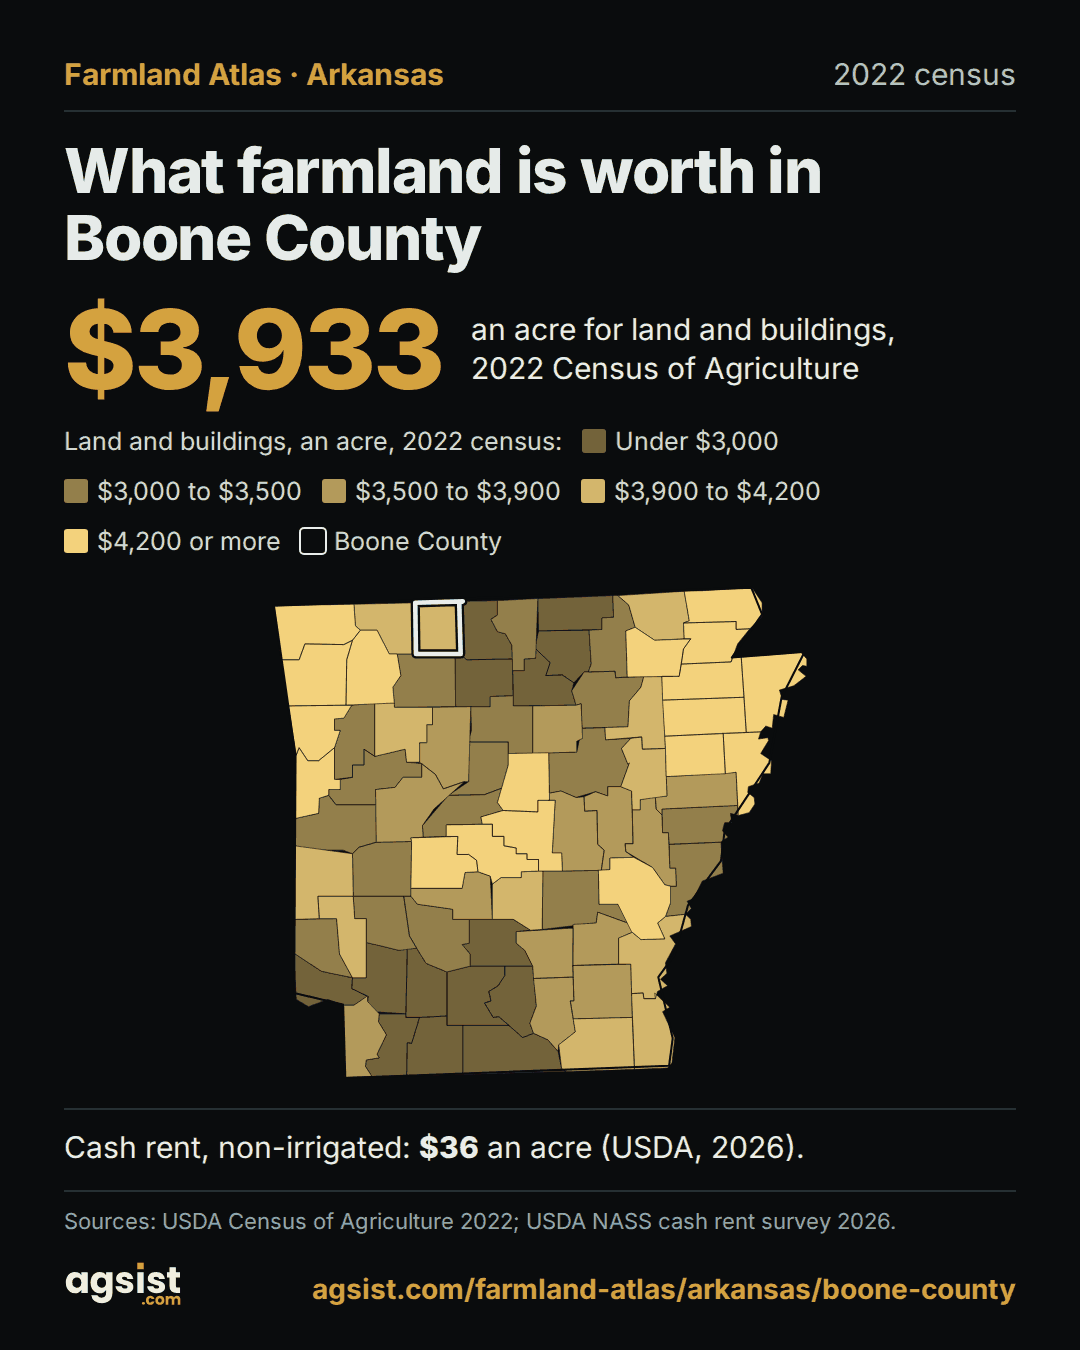 Farmland Atlas · Arkansas
2022 census
What farmland is worth in
Boone County
$3,933
an acre for land and buildings,
2022 Census of Agriculture
Land and buildings, an acre, 2022 census: Under $3,000
$3,000 to $3,500 $3,500 to $3,900 $3,900 to $4,200
$4,200 or more Boone County
Cash rent, non-irrigated: $36 an acre (USDA, 2026).
Sources: USDA Census of Agriculture 2022; USDA NASS cash rent survey 2026.
agsist
.com
agsist.com/farmland-atlas/arkansas/boone-county